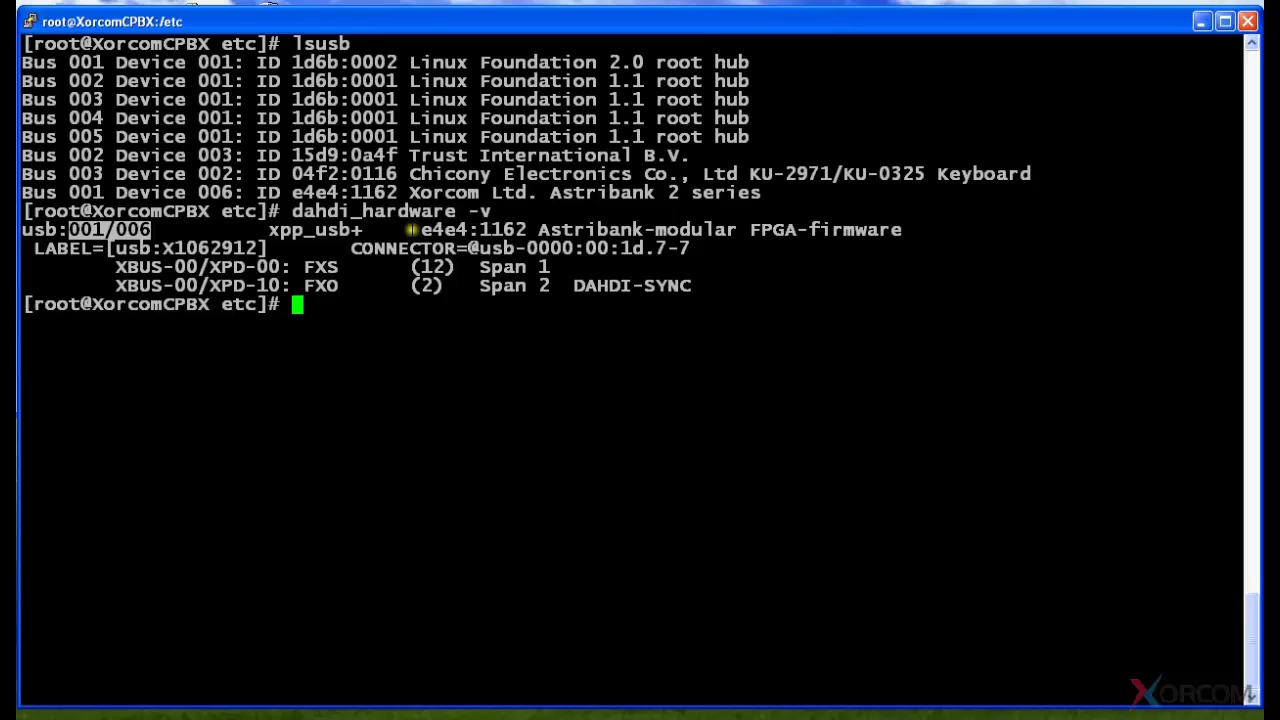 root@XorcomCPBX:/etc
[root@XorcomCPBX etc]# lsusb
Bus 001 Device 001: ID 1d6b:0002 Linux Foundation 2.0 root hub
Bus 002 Device 001: ID 1d6b:0001 Linux Foundation 1.1 root hub
Bus 003 Device 001: ID 1d6b:0001 Linux Foundation 1.1 root hub
Bus 004 Device 001: ID 1d6b:0001 Linux Foundation 1.1 root hub
Bus 005 Device 001: ID 1d6b:0001 Linux Foundation 1.1 root hub
Bus 002 Device 003: ID 15d9:0a4f Trust International B.V.
Bus 003 Device 002: ID 04f2:0116 Chicony Electronics Co., Ltd KU-2971/KU-0325 Keyboard
Bus 001 Device 006: ID e4e4:1162 Xorcom Ltd. Astribank 2 series
[root@XorcomCPBX etc]# dahdi_hardware -v
usb:001/006 xpp_usb+ e4e4:1162 Astribank-modular FPGA-firmware
LABEL=[usb:X1062912] CONNECTOR=@usb-0000:00:1d.7-7
XBUS-00/XPD-00: FXS (12) Span 1
XBUS-00/XPD-10: FXO (2) Span 2 DAHDI-SYNC
[root@XorcomCPBX etc]#
XORCOM